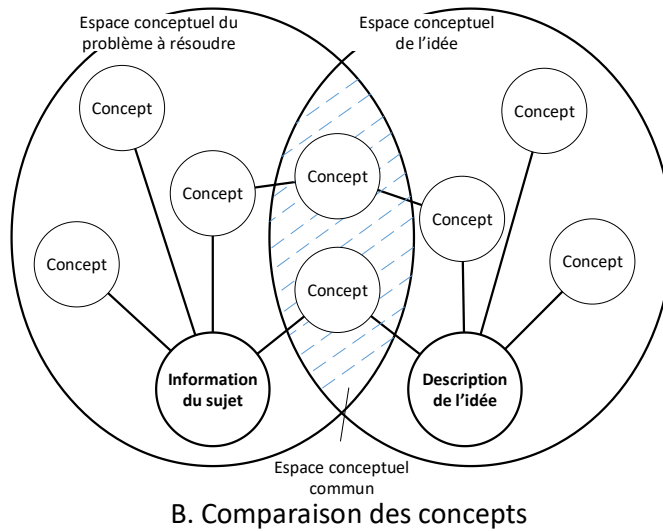 Espace conceptuel du
problème à résoudre
Espace conceptuel
de l’idée
Concept
Concept
Concept
Concept
Concept
Concept
Concept
Concept
Information
du sujet
Description
de l’idée
Espace conceptuel
commun
B. Comparaison des concepts